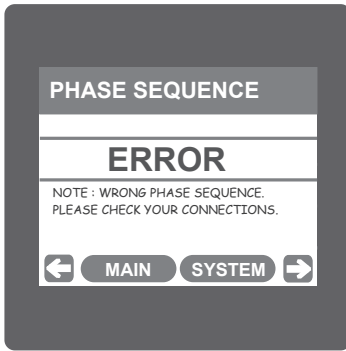 PHASE SEQUENCE
ERROR
NOTE : WRONG PHASE SEQUENCE.
PLEASE CHECK YOUR CONNECTIONS.
MAIN SYSTEM